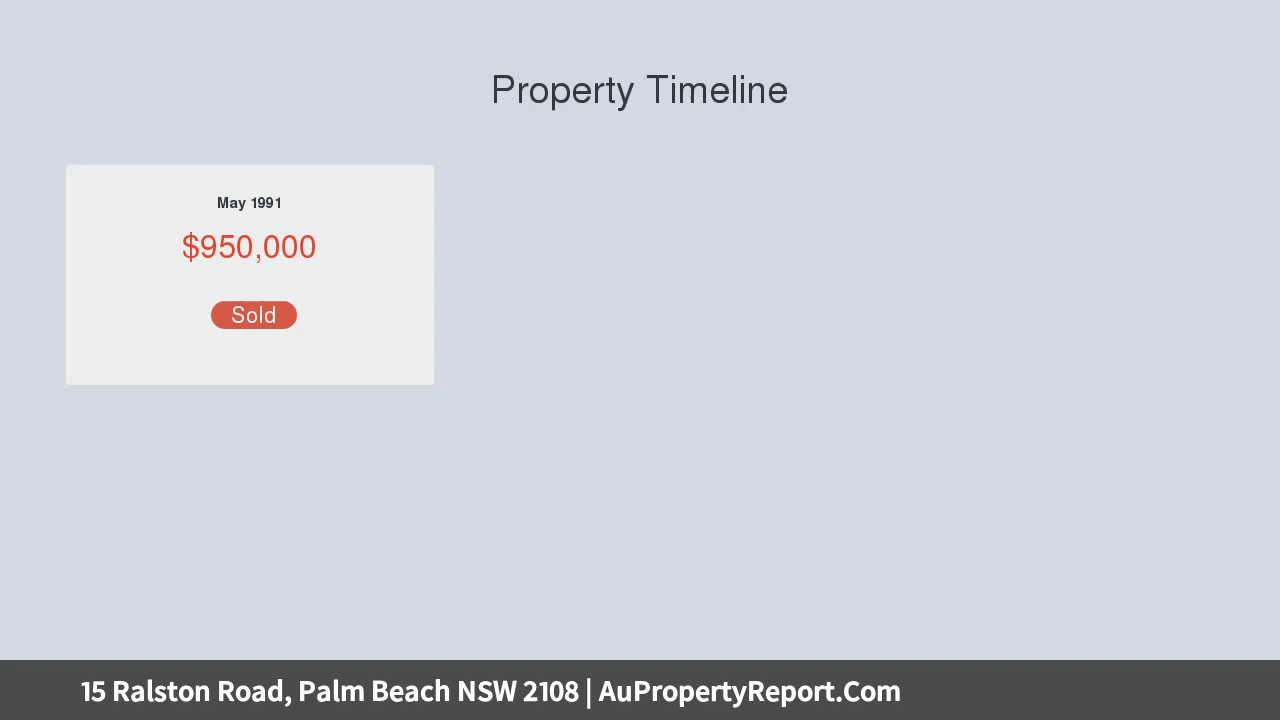 Property Timeline
May 1991
$950,000
Sold
15 Ralston Road, Palm Beach NSW 2108 | AuPropertyReport.Com